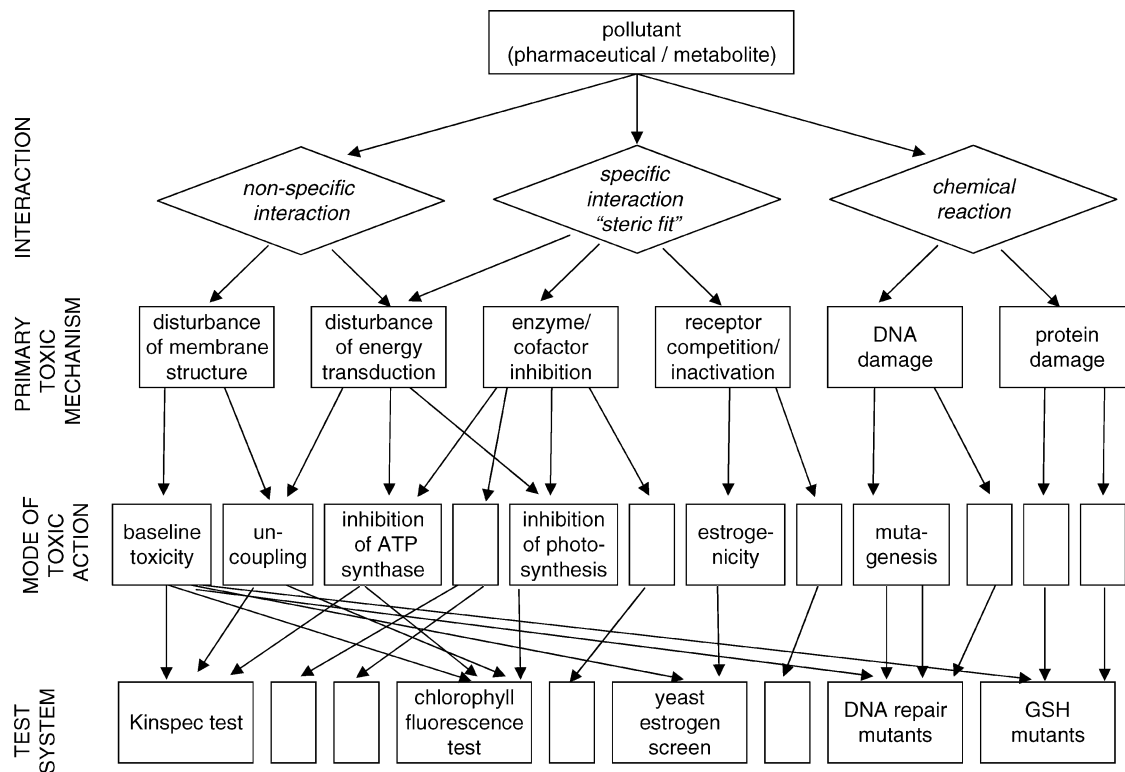 pollutant
(pharmaceutical / metabolite)
INTERACTION
non-specific
interaction
specific
interaction
“steric fit”
chemical
reaction
PRIMARY
TOXIC
MECHANISM
disturbance
of membrane
structure
disturbance
of energy
transduction
enzyme/
cofactor
inhibition
receptor
competition/
inactivation
DNA
damage
protein
damage
MODE OF
TOXIC
ACTION
baseline
toxicity
un-
coupling
inhibition
of ATP
synthase
inhibition
of photo-
synthesis
estroge-
nicity
muta-
genesis
TEST
SYSTEM
Kinspec test
chlorophyll
fluorescence
test
yeast
estrogen
screen
DNA repair
mutants
GSH
mutants